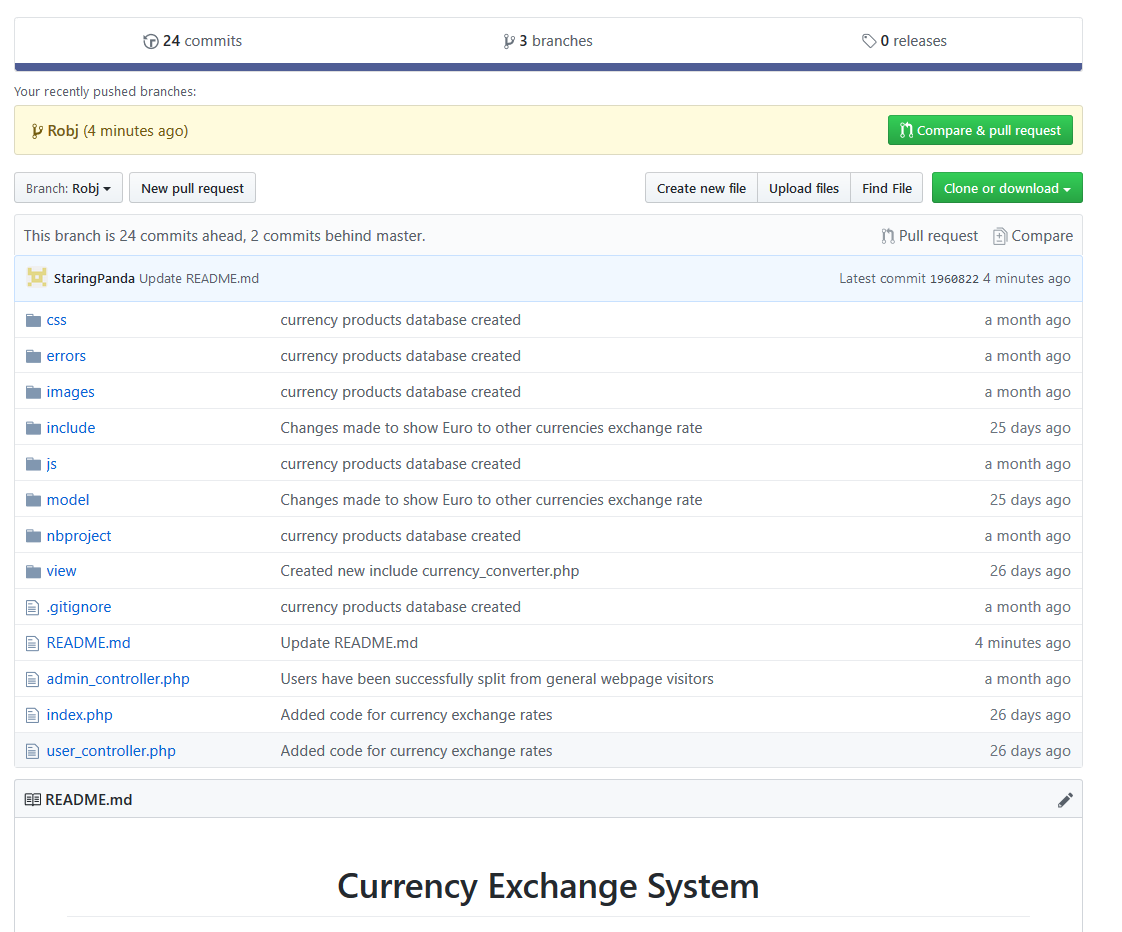 24 commits 3 branches 0 releases
Your recently pushed branches:
Robj (4 minutes ago) Compare & pull request
Branch: Robj New pull request Create new file Upload files Find File Clone or download
This branch is 24 commits ahead, 2 commits behind master. Pull request Compare
StaringPanda Update README.md Latest commit 1960822 4 minutes ago
css currency products database created a month ago
errors currency products database created a month ago
images currency products database created a month ago
include Changes made to show Euro to other currencies exchange rate 25 days ago
js currency products database created a month ago
model Changes made to show Euro to other currencies exchange rate 25 days ago
nbproject currency products database created a month ago
view Created new include currency_converter.php 26 days ago
.gitignore currency products database created a month ago
README.md Update README.md 4 minutes ago
admin_controller.php Users have been successfully split from general webpage visitors a month ago
index.php Added code for currency exchange rates 26 days ago
user_controller.php Added code for currency exchange rates 26 days ago
README.md
Currency Exchange System